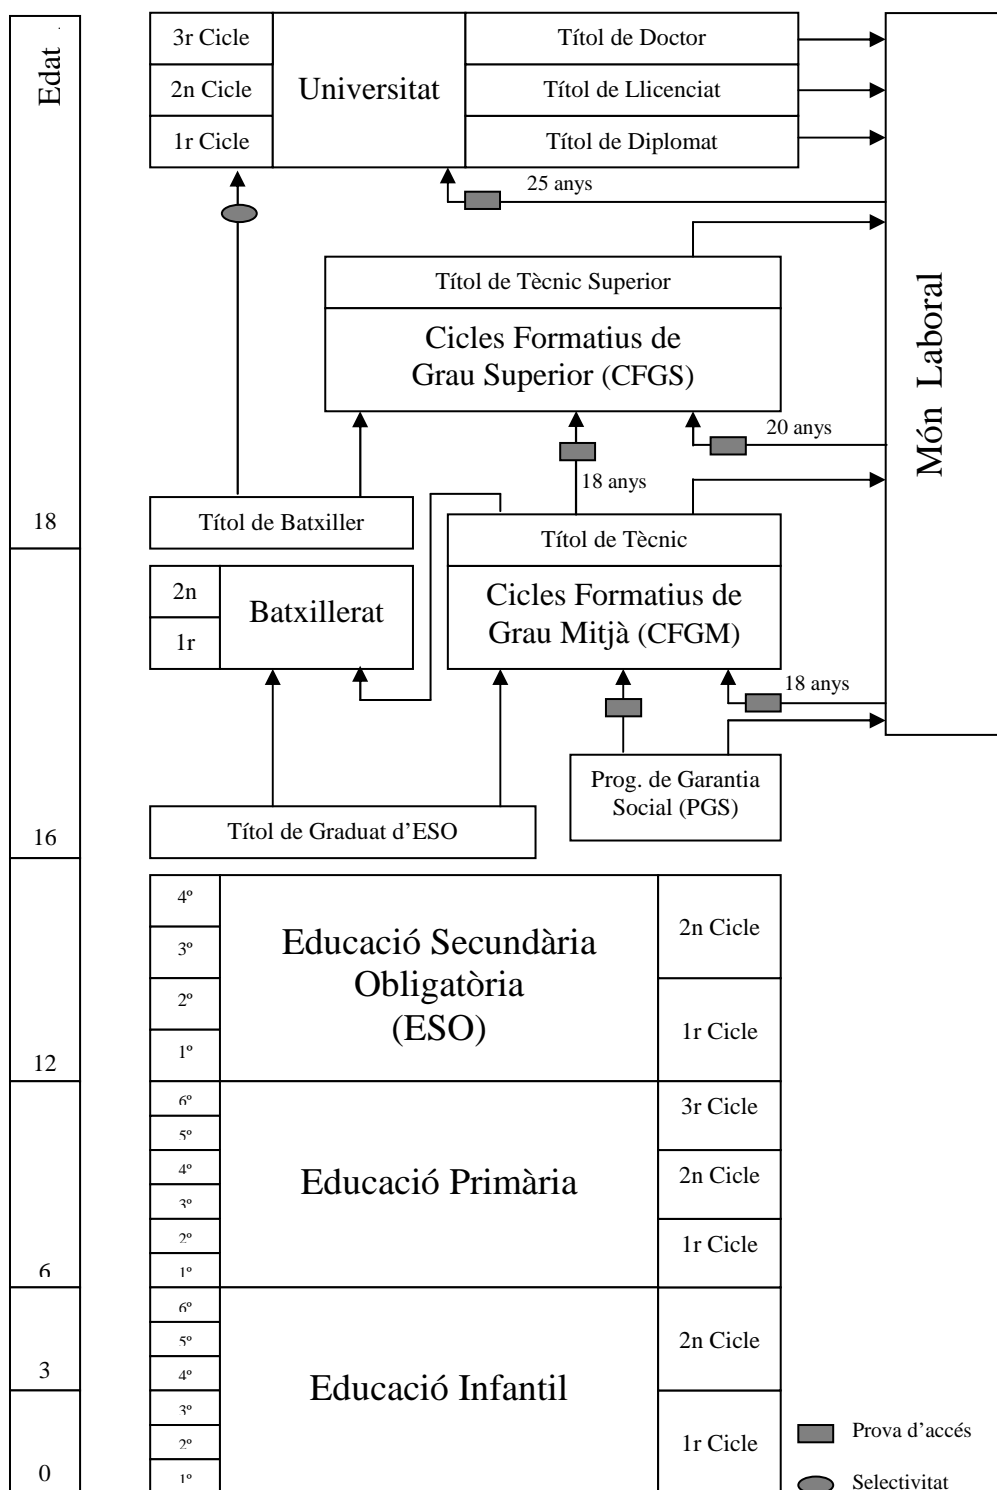 Edat
3r Cicle
2n Cicle
1r Cicle
Universitat
Títol de Doctor
Títol de Llicenciat
Títol de Diplomat
25 anys
Títol de Tècnic Superior
Cicles Formatius de
Grau Superior (CFGS)
Món Laboral
20 anys
18 anys
18
Títol de Batxiller
Títol de Tècnic
2n
1r
Batxillerat
Cicles Formatius de
Grau Mitjà (CFGM)
18 anys
Prog. de Garantia
Social (PGS)
16
Títol de Graduat d’ESO
4º
3º
2º
1º
Educació Secundària
Obligatòria
(ESO)
2n Cicle
1r Cicle
12
6º
5º
4º
3º
2º
1º
Educació Primària
3r Cicle
2n Cicle
1r Cicle
6
6º
5º
4º
3º
2º
1º
Educació Infantil
2n Cicle
1r Cicle
3
0
Prova d’accés
Selectivitat